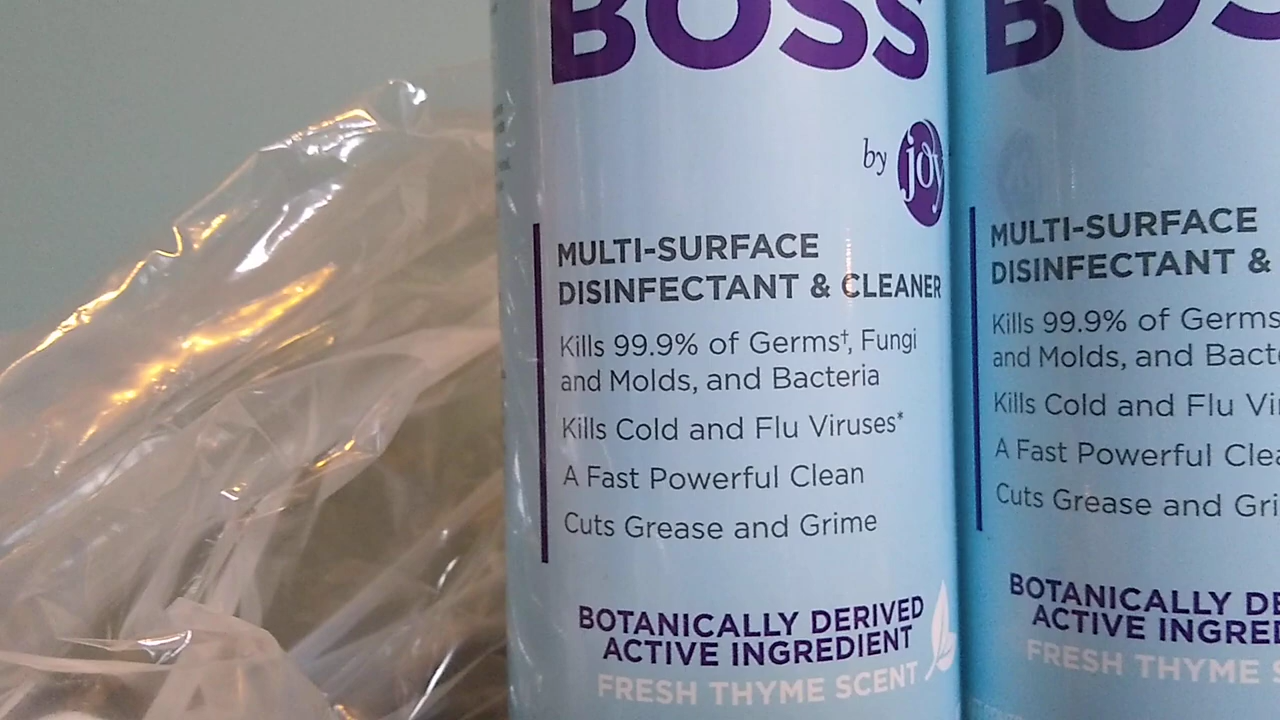 BOSS
by joy
MULTI-SURFACE
DISINFECTANT & CLEANER
Kills 99.9% of Germs†, Fungi
and Molds, and Bacteria
Kills Cold and Flu Viruses*
A Fast Powerful Clean
Cuts Grease and Grime
BOTANICALLY DERIVED
ACTIVE INGREDIENT
FRESH THYME SCENT
MULTI-SURFACE
DISINFECTANT &
Kills 99.9% of Germs
and Molds, and
Kills Cold and Flu
A Fast Powerful
Cuts Grease and
BOTANICALLY
ACTIVE
FRESH THYME